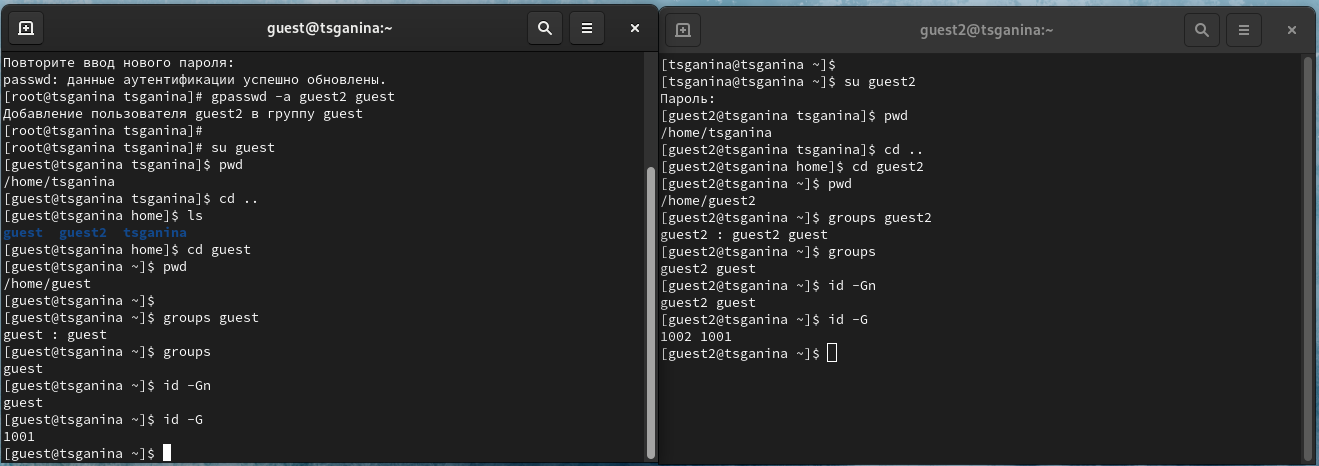 guest@tsganina:~
Повторите ввод нового пароля:
passwd: данные аутентификации успешно обновлены.
[root@tsganina tsganina]# gpasswd -a guest2 guest
Добавление пользователя guest2 в группу guest
[root@tsganina tsganina]#
[root@tsganina tsganina]# su guest
[guest@tsganina tsganina]$ pwd
/home/tsganina
[guest@tsganina tsganina]$ cd ..
[guest@tsganina home]$ ls
guest  guest2  tsganina
[guest@tsganina home]$ cd guest
[guest@tsganina ~]$ pwd
/home/guest
[guest@tsganina ~]$
[guest@tsganina ~]$ groups guest
guest : guest
[guest@tsganina ~]$ groups
guest
[guest@tsganina ~]$ id -Gn
guest
[guest@tsganina ~]$ id -G
1001
[guest@tsganina ~]$
guest2@tsganina:~
[tsganina@tsganina ~]$
[tsganina@tsganina ~]$ su guest2
Пароль:
[guest2@tsganina tsganina]$ pwd
/home/tsganina
[guest2@tsganina tsganina]$ cd ..
[guest2@tsganina home]$ cd guest2
[guest2@tsganina ~]$ pwd
/home/guest2
[guest2@tsganina ~]$ groups guest2
guest2 : guest2 guest
[guest2@tsganina ~]$ groups
guest2 guest
[guest2@tsganina ~]$ id -Gn
guest2 guest
[guest2@tsganina ~]$ id -G
1002 1001
[guest2@tsganina ~]$